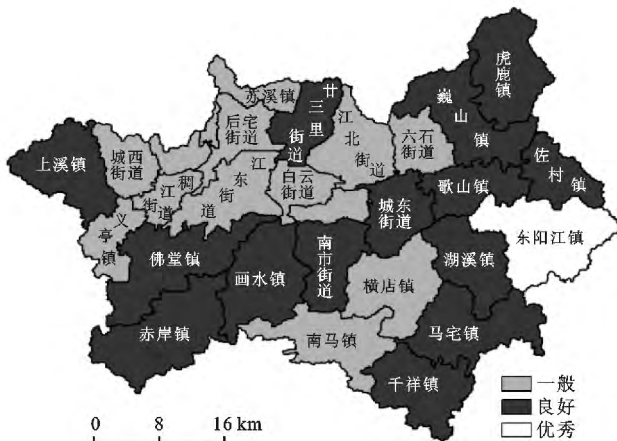 虎鹿镇
苏溪镇
廿三里街道
巍山镇
后宅街道
江北街道
六石街道
上溪镇
城西街道
佐村镇
稠江街道
江东街道
白云街道
歌山镇
城东街道
义亭镇
东阳江镇
佛堂镇
南市街道
湖溪镇
画水镇
横店镇
赤岸镇
南马镇
马宅镇
千祥镇
一般
良好
优秀
0 8 16 km